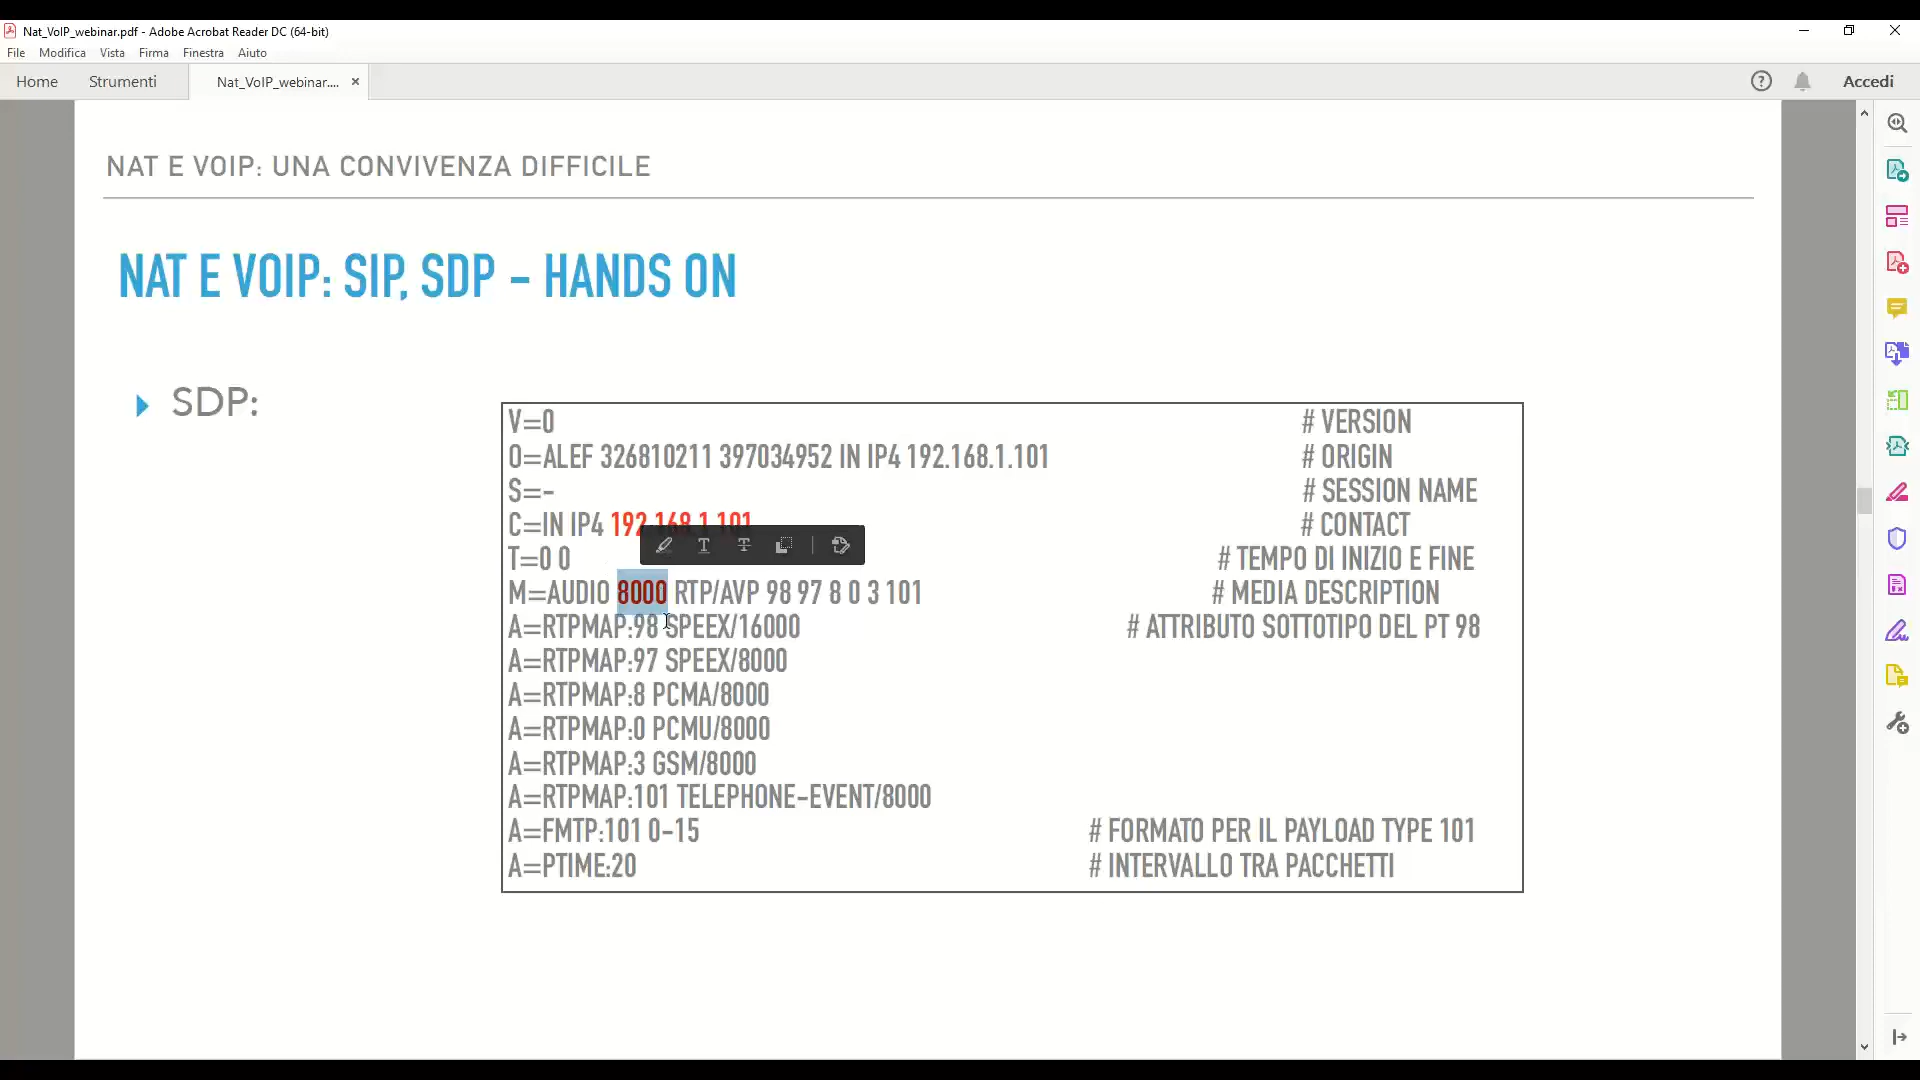 Nat_VoIP_webinar.pdf - Adobe Acrobat Reader DC (64-bit)
File Modifica Vista Firma Finestra Aiuto
Home Strumenti Nat_VoIP_webinar.... × Accedi
NAT E VOIP: UNA CONVIVENZA DIFFICILE
NAT E VOIP: SIP, SDP - HANDS ON
SDP:
V=0 # VERSION
O=ALEF 326810211 397034952 IN IP4 192.168.1.101 # ORIGIN
S=- # SESSION NAME
C=IN IP4 192.168.1.101 # CONTACT
T=0 0 # TEMPO DI INIZIO E FINE
M=AUDIO 8000 RTP/AVP 98 97 8 0 3 101 # MEDIA DESCRIPTION
A=RTPMAP:98 SPEEX/16000 # ATTRIBUTO SOTTOTIPO DEL PT 98
A=RTPMAP:97 SPEEX/8000
A=RTPMAP:8 PCMA/8000
A=RTPMAP:0 PCMU/8000
A=RTPMAP:3 GSM/8000
A=RTPMAP:101 TELEPHONE-EVENT/8000
A=FMTP:101 0-15 # FORMATO PER IL PAYLOAD TYPE 101
A=PTIME:20 # INTERVALLO TRA PACCHETTI